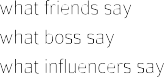 what friends say
what boss say
what influencers say